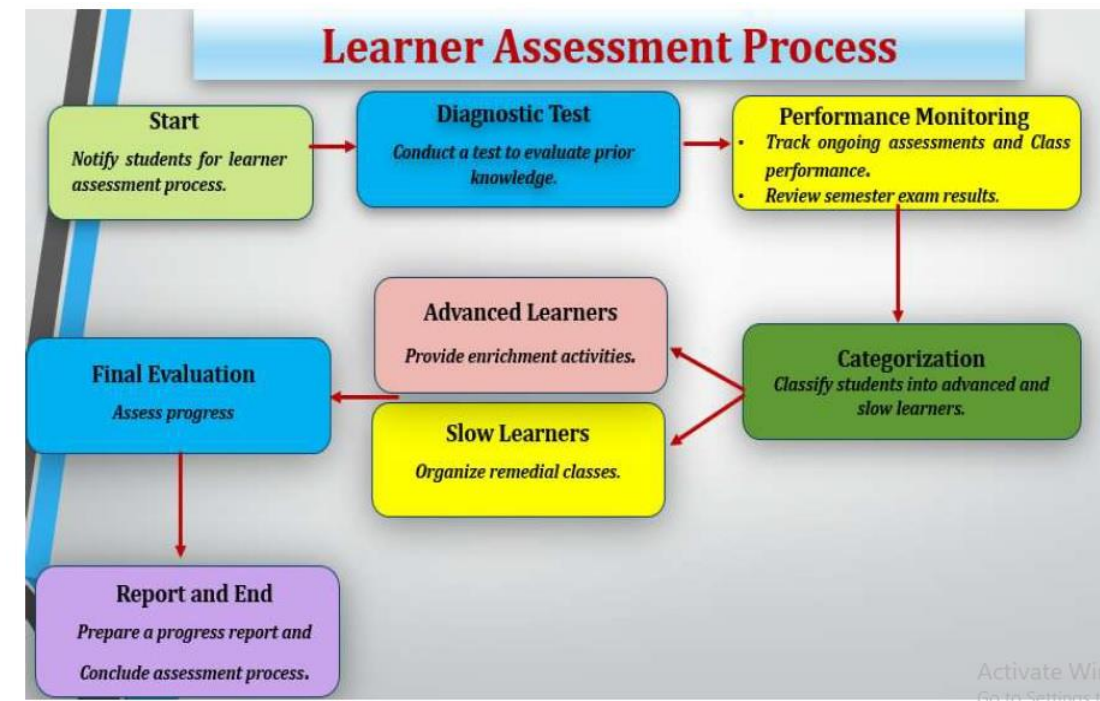 Learner Assessment Process
Start
Notify students for learner
assessment process.
Diagnostic Test
Conduct a test to evaluate prior
knowledge.
Performance Monitoring
• Track ongoing assessments and Class
performance.
• Review semester exam results.
Categorization
Classify students into advanced and
slow learners.
Advanced Learners
Provide enrichment activities.
Slow Learners
Organize remedial classes.
Final Evaluation
Assess progress
Report and End
Prepare a progress report and
Conclude assessment process.
Activate Wi
Go to Settings